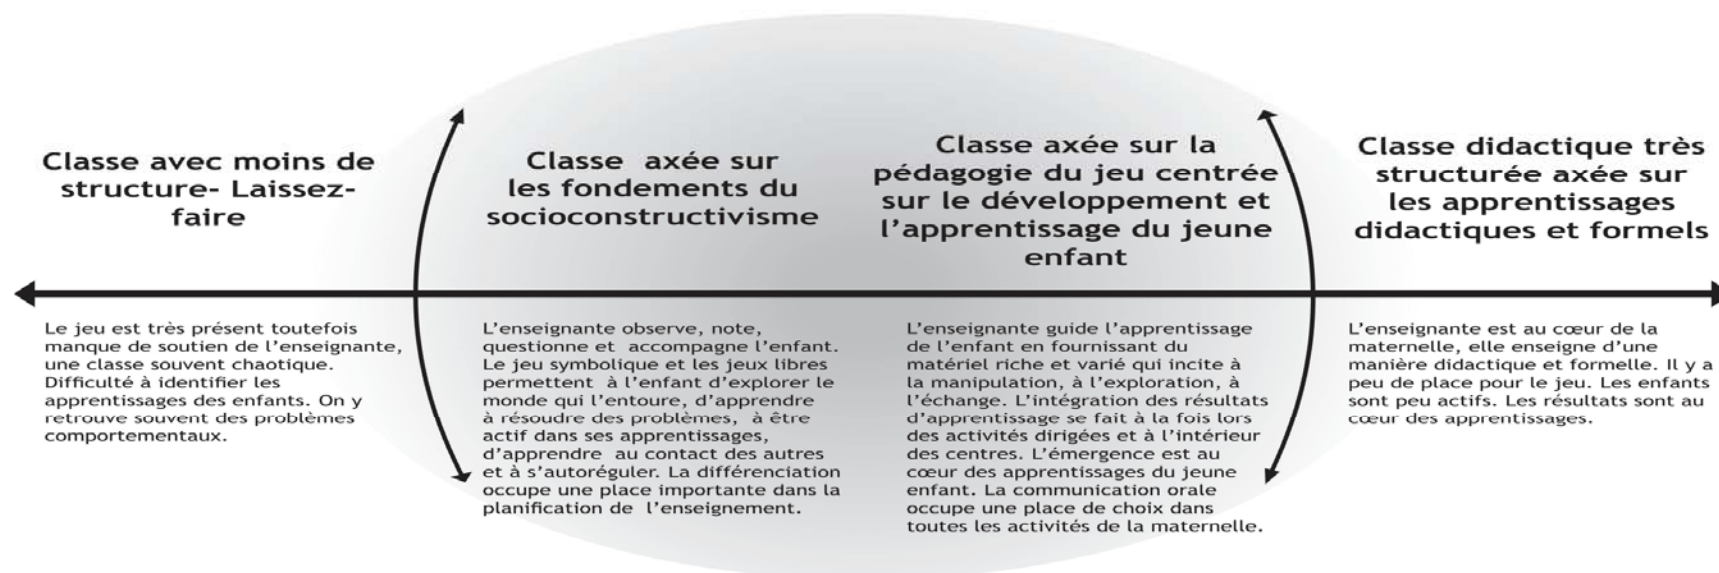 Classe avec moins de
structure- Laissez-
faire
Classe axée sur
les fondements du
socioconstructivisme
Classe axée sur la
pédagogie du jeu centrée
sur le développement et
l'apprentissage du jeune
enfant
Classe didactique très
structurée axée sur
les apprentissages
didactiques et formels
Le jeu est très présent toutefois
manque de soutien de l'enseignante,
une classe souvent chaotique.
Difficulté à identifier les
apprentissages des enfants. On y
retrouve souvent des problèmes
comportementaux.
L'enseignante observe, note,
questionne et accompagne l'enfant.
Le jeu symbolique et les jeux libres
permettent à l'enfant d'explorer le
monde qui l'entoure, d'apprendre
à résoudre des problèmes, à être
actif dans ses apprentissages,
d'apprendre au contact des autres
et à s'autoréguler. La différenciation
occupe une place importante dans la
planification de l'enseignement.
L'enseignante guide l'apprentissage
de l'enfant en fournissant du
matériel riche et varié qui incite à
la manipulation, à l'exploration, à
l'échange. L'intégration des résultats
d'apprentissage se fait à la fois lors
des activités dirigées et à l'intérieur
des centres. L'émergence est au
cœur des apprentissages du jeune
enfant. La communication orale
occupe une place de choix dans
toutes les activités de la maternelle.
L'enseignante est au cœur de la
maternelle, elle enseigne d'une
manière didactique et formelle. Il y a
peu de place pour le jeu. Les enfants
sont peu actifs. Les résultats sont au
cœur des apprentissages.